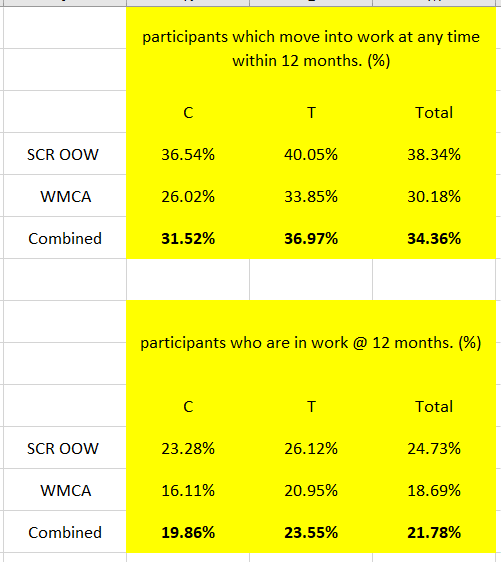 participants which move into work at any time
within 12 months. (%)
C T Total
SCR OOW 36.54% 40.05% 38.34%
WMCA 26.02% 33.85% 30.18%
Combined 31.52% 36.97% 34.36%
participants who are in work @ 12 months. (%)
C T Total
SCR OOW 23.28% 26.12% 24.73%
WMCA 16.11% 20.95% 18.69%
Combined 19.86% 23.55% 21.78%